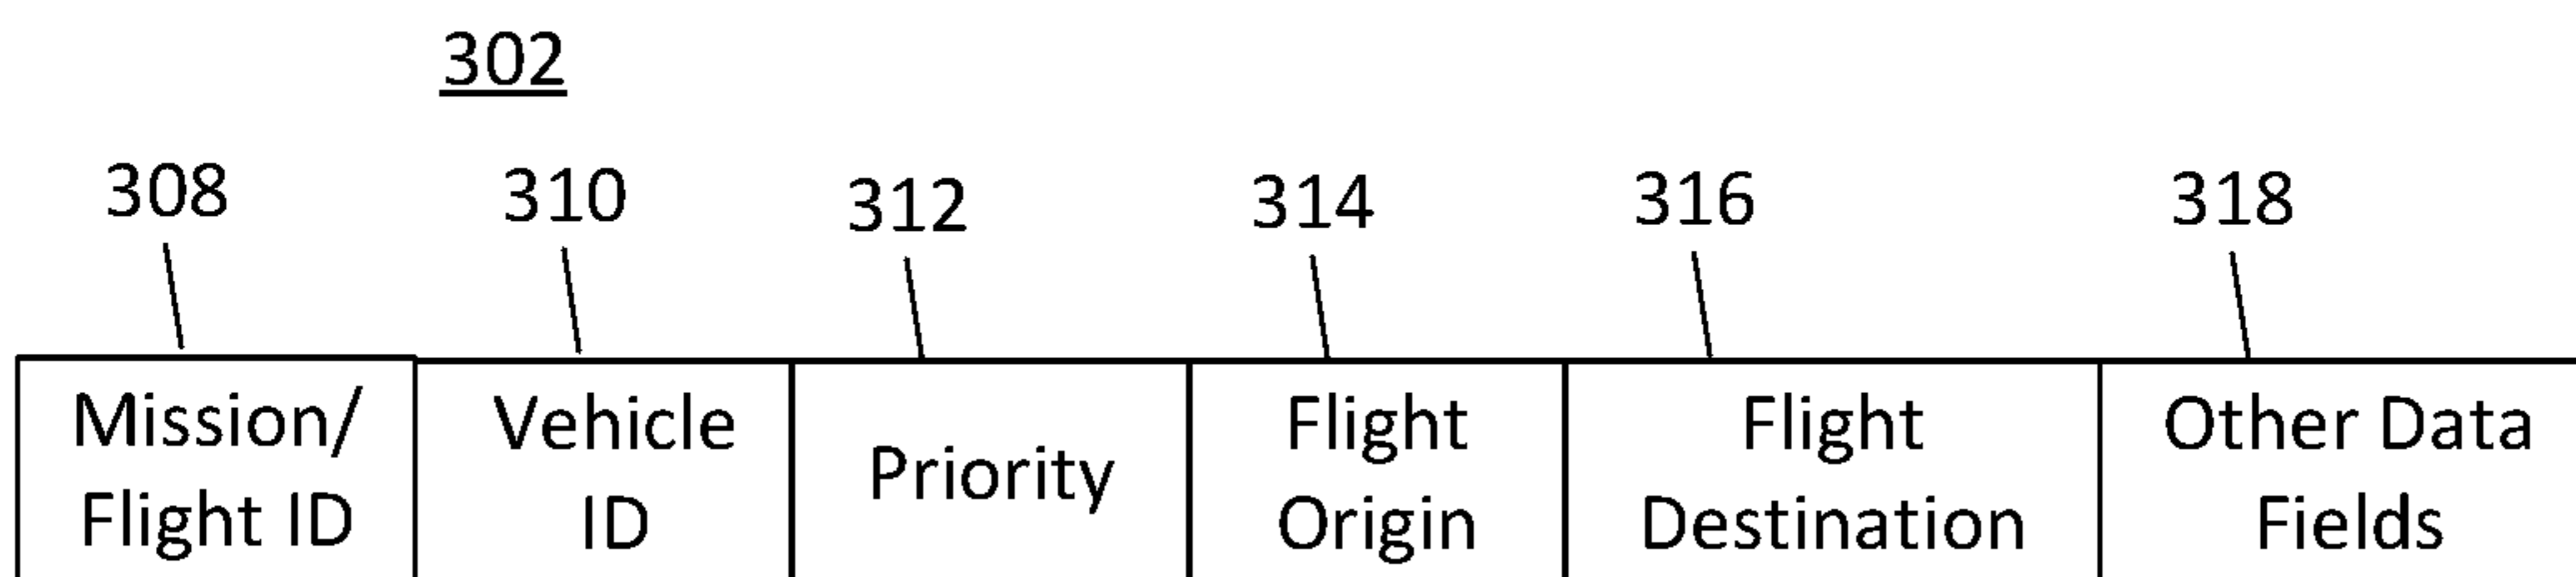 302
308 310 312 314 316 318
Mission/ Vehicle Priority Flight Flight Other Data
Flight ID ID Origin Destination Fields